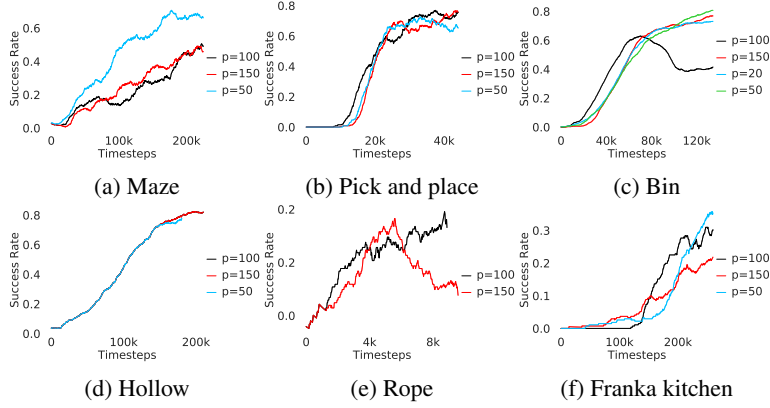 Success Rate
0.6
0.4
0.2
0.0
0
100k
200k
Timesteps
p=100
p=150
p=50
(a) Maze
Success Rate
0.8
0.6
0.4
0.2
0.0
0
20k
40k
Timesteps
p=100
p=150
p=50
(b) Pick and place
Success Rate
0.8
0.6
0.4
0.2
0.0
0
40k
80k
120k
Timesteps
p=100
p=150
p=20
p=50
(c) Bin
Success Rate
0.8
0.6
0.4
0.2
0.0
0
100k
200k
Timesteps
p=100
p=150
p=50
(d) Hollow
Success Rate
0.2
0.2
0.0
0
4k
8k
Timesteps
p=100
p=150
(e) Rope
Success Rate
0.3
0.2
0.1
0.0
0
100k
200k
Timesteps
p=100
p=150
p=50
(f) Franka kitchen